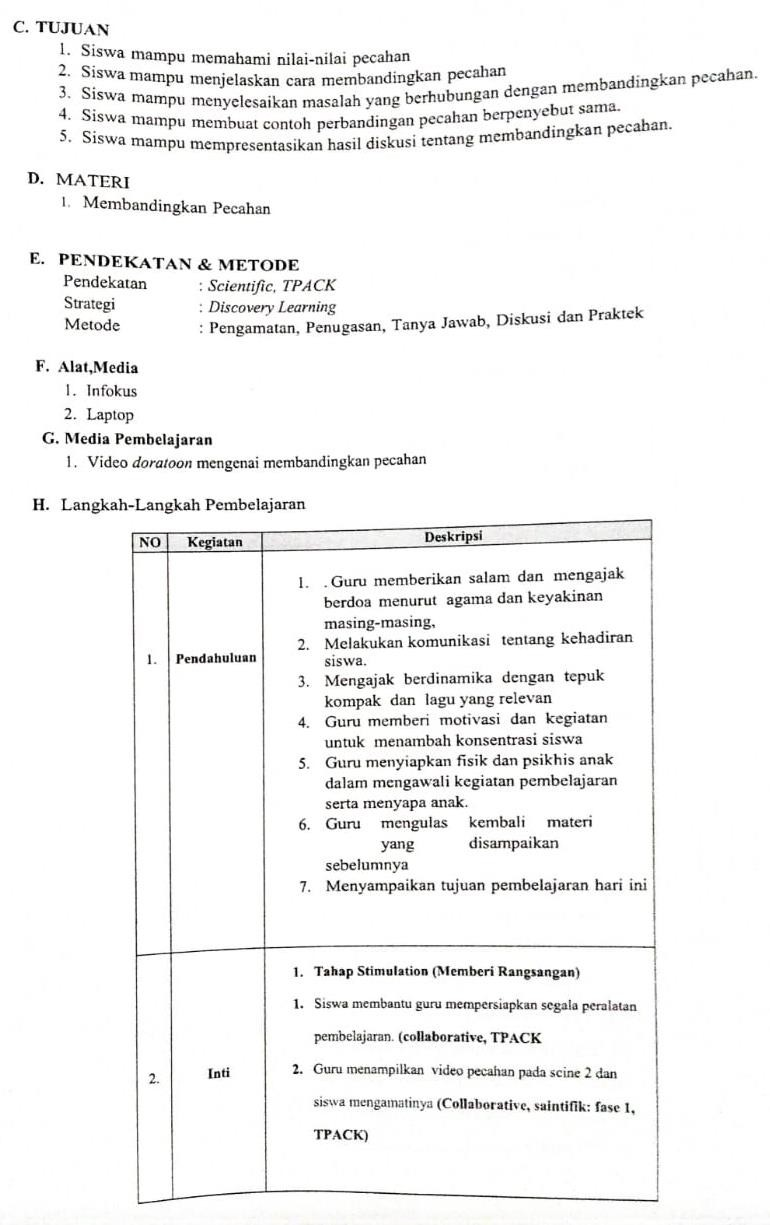 C. TUJUAN
1. Siswa mampu memahami nilai-nilai pecahan
2. Siswa mampu menjelaskan cara membandingkan pecahan
3. Siswa mampu menyelesaikan masalah yang berhubungan dengan membandingkan pecahan.
4. Siswa mampu membuat contoh perbandingan pecahan berpenyebut sama.
5. Siswa mampu mempresentasikan hasil diskusi tentang membandingkan pecahan.
D. MATERI
1. Membandingkan Pecahan
E. PENDEKATAN & METODE
Pendekatan : Scientific, TPACK
Strategi : Discovery Learning
Metode : Pengamatan, Penugasan, Tanya Jawab, Diskusi dan Praktek
F. Alat,Media
1. Infokus
2. Laptop
G. Media Pembelajaran
1. Video doratoon mengenai membandingkan pecahan
H. Langkah-Langkah Pembelajaran
NO Kegiatan Deskripsi
1. . Guru memberikan salam dan mengajak
berdoa menurut agama dan keyakinan
masing-masing,
2. Melakukan komunikasi tentang kehadiran
1. Pendahuluan siswa.
3. Mengajak berdinamika dengan tepuk
kompak dan lagu yang relevan
4. Guru memberi motivasi dan kegiatan
untuk menambah konsentrasi siswa
5. Guru menyiapkan fisik dan psikhis anak
dalam mengawali kegiatan pembelajaran
serta menyapa anak.
6. Guru mengulas kembali materi
yang disampaikan
sebelumnya
7. Menyampaikan tujuan pembelajaran hari ini
1. Tahap Stimulation (Memberi Rangsangan)
1. Siswa membantu guru mempersiapkan segala peralatan
pembelajaran. (collaborative, TPACK
2. Inti 2. Guru menampilkan video pecahan pada scine 2 dan
siswa mengamatinya (Collaborative, saintifik: fase 1,
TPACK)